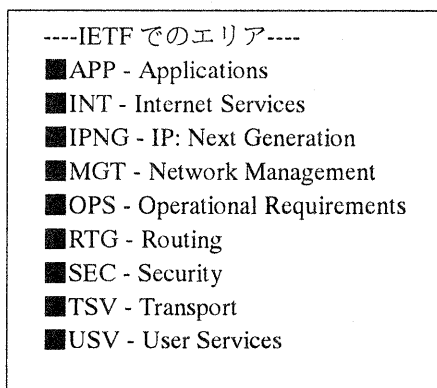 ----IETFでのエリア----
■APP - Applications
■INT - Internet Services
■IPNG - IP: Next Generation
■MGT - Network Management
■OPS - Operational Requirements
■RTG - Routing
■SEC - Security
■TSV - Transport
■USV - User Services